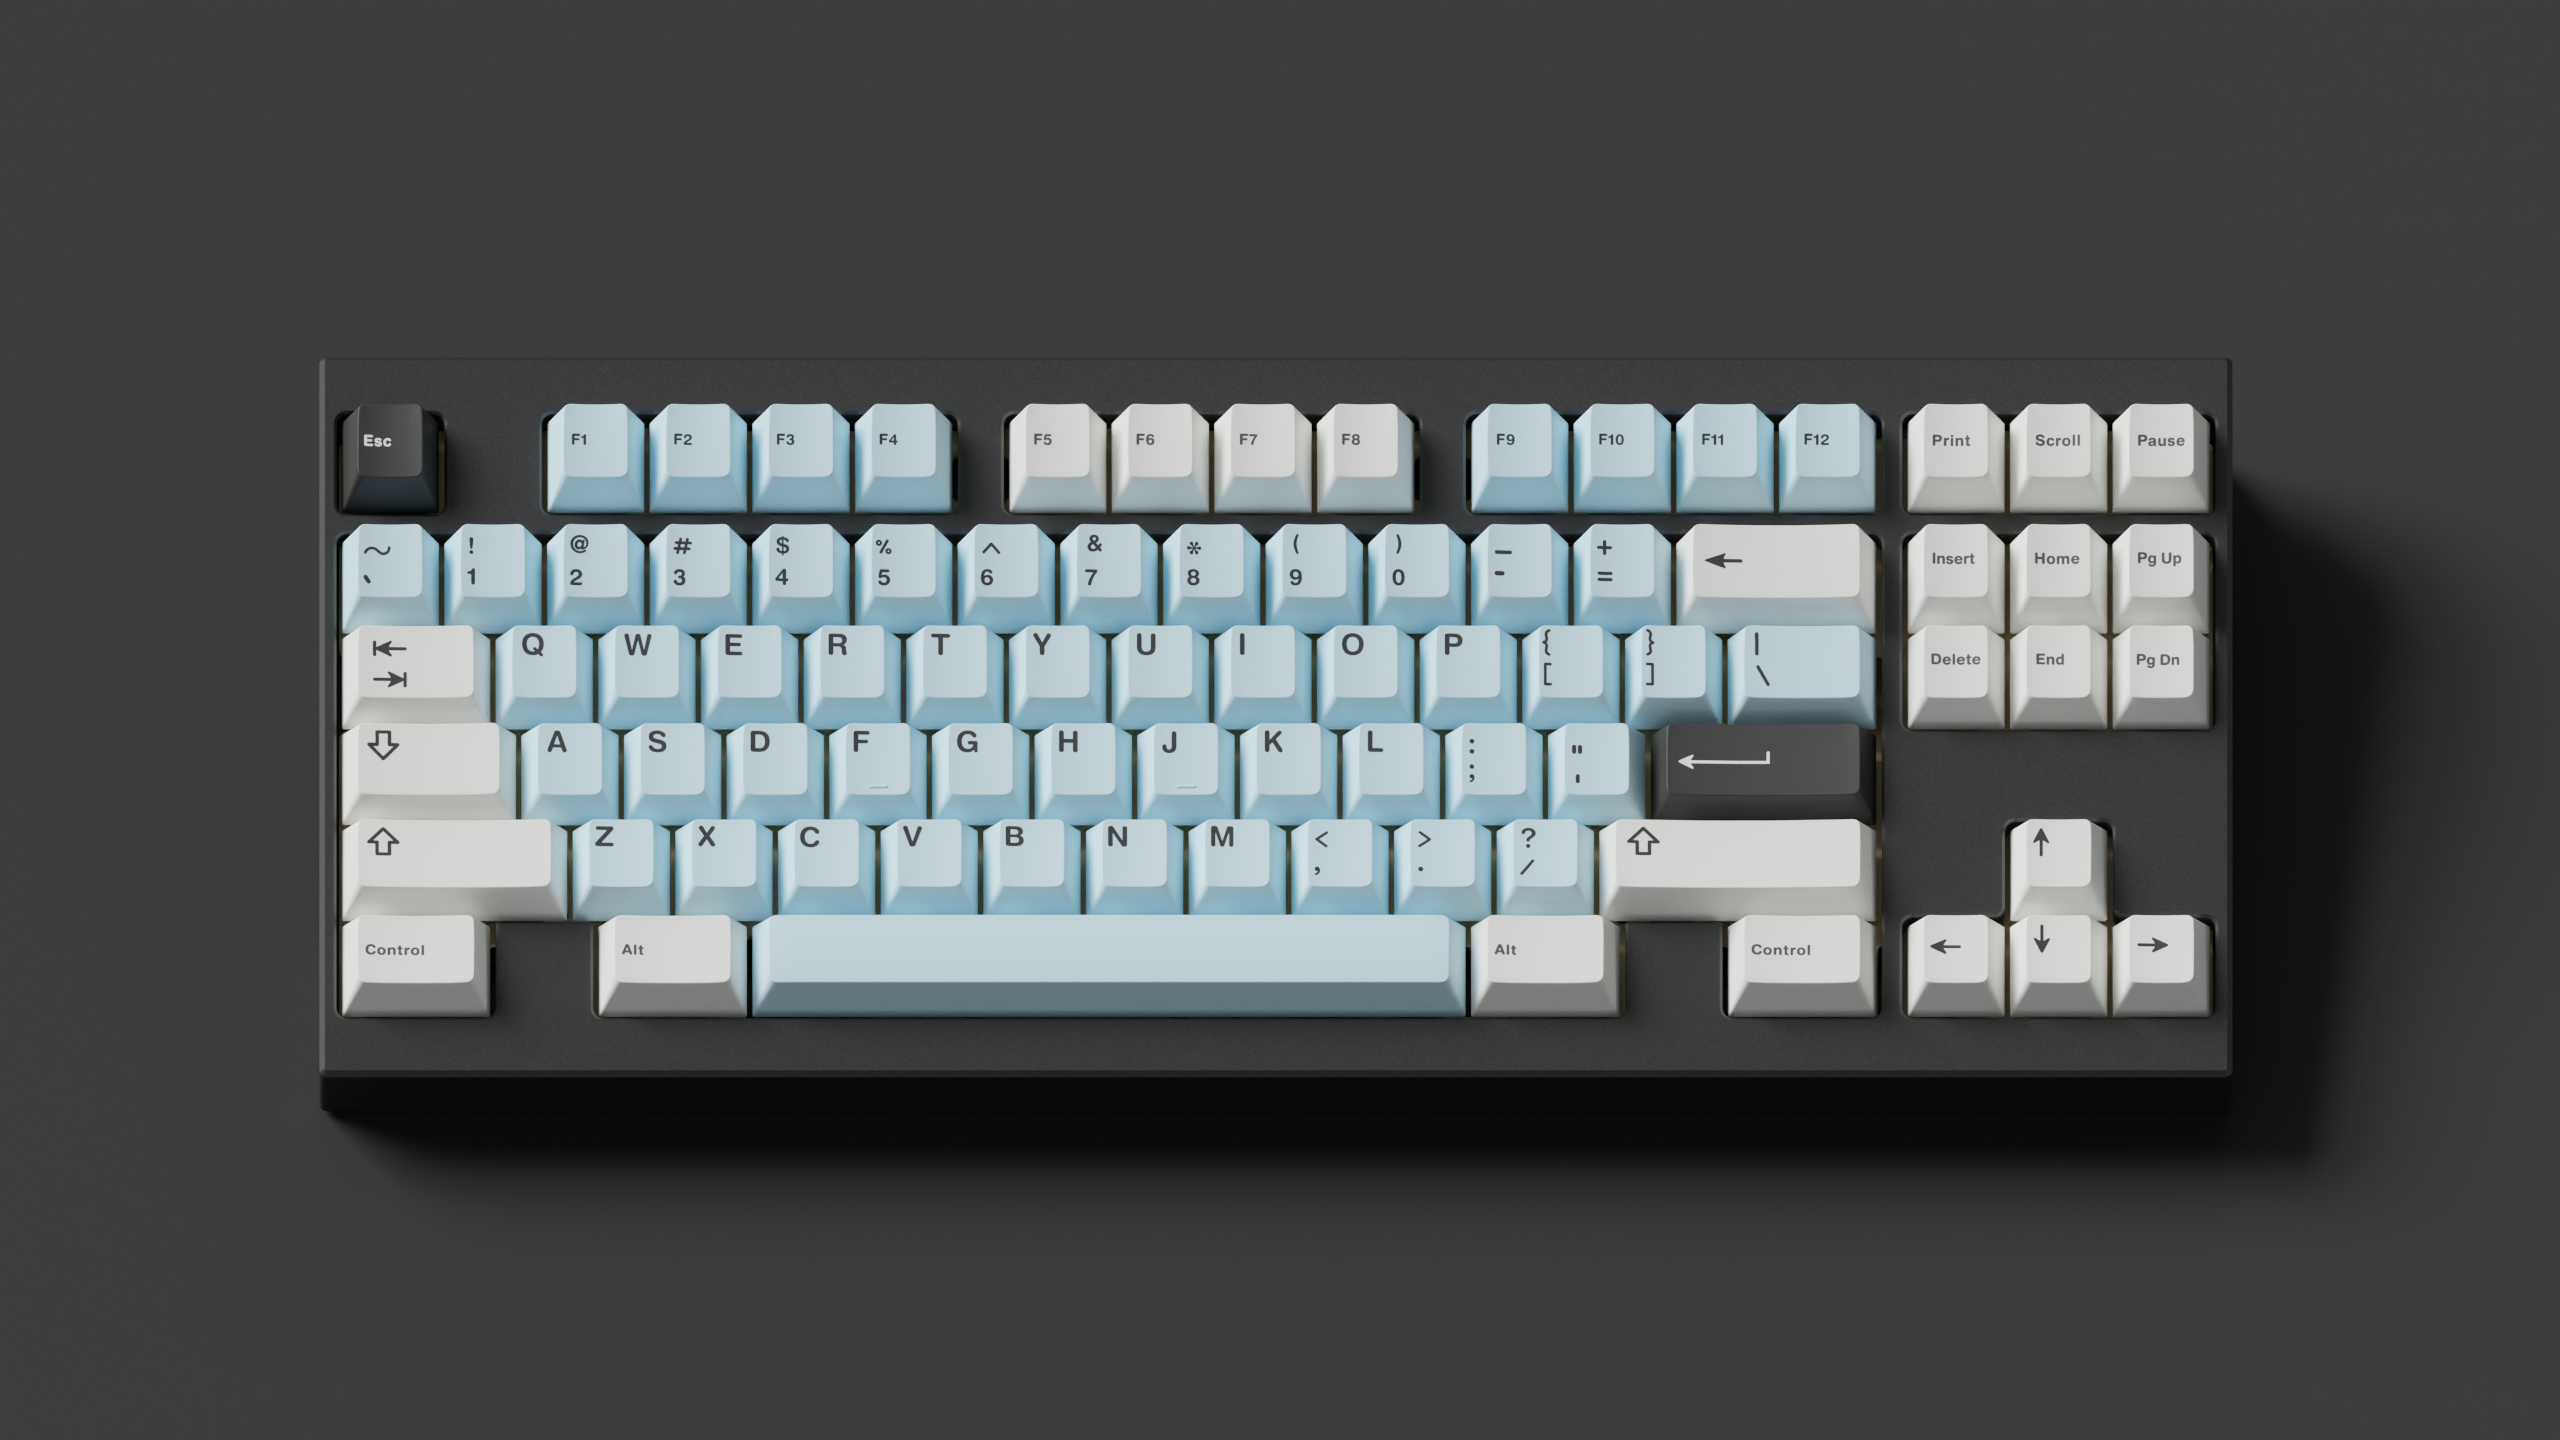 Esc F1 F2 F3 F4 F5 F6 F7 F8 F9 F10 F11 F12 Print Scroll Pause
~ ! @ # $ % ^ & * ( ) _ + ← Insert Home Pg Up
` 1 2 3 4 5 6 7 8 9 0 - =
⇤ Q W E R T Y U I O P { } | Delete End Pg Dn
⇥ [ ] \
⇩ A S D F G H J K L : " ↵
; '
⇧ Z X C V B N M < > ? ⇧ ↑
, . /
Control Alt Alt Control ← ↓ →